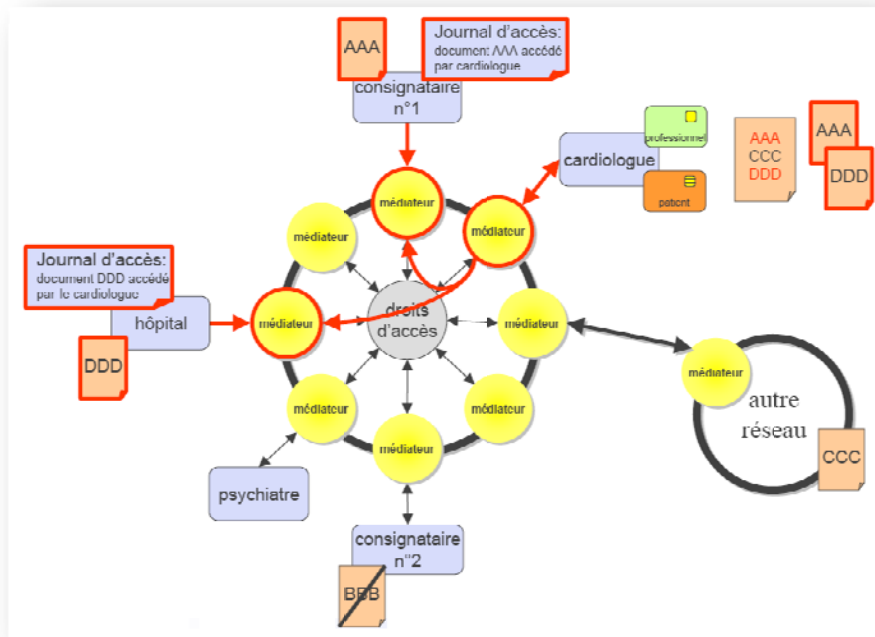 AAA
Journal d'accès:
document AAA accédé
par cardiologue
consignataire
n°1
professionnel
cardiologue
patient
AAA
CCC
DDD
AAA
DDD
médiateur
médiateur
médiateur
Journal d'accès:
document DDD accédé
par le cardiologue
hôpital
DDD
médiateur
droits
d'accès
médiateur
médiateur
autre
réseau
CCC
médiateur
médiateur
médiateur
psychiatre
consignataire
n°2
BBB